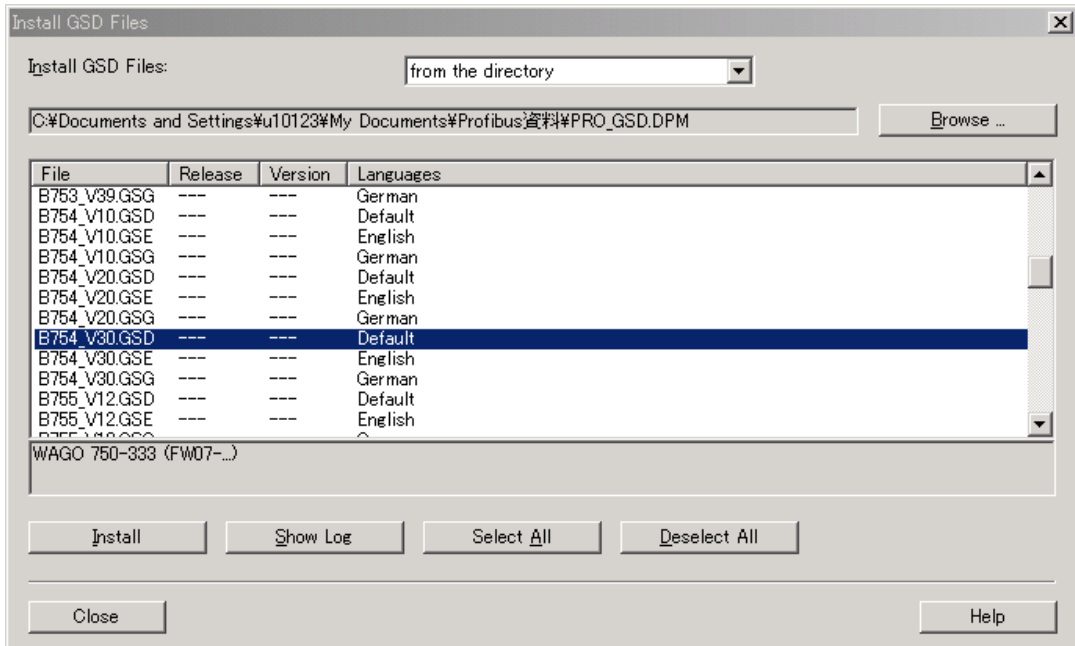 Install GSD Files
Install GSD Files:
from the directory
C:¥Documents and Settings¥u10123¥My Documents¥Profibus資料¥PRO_GSD.DPM
Browse ...
File Release Version Languages
B753_V39.GSG --- --- German
B754_V10.GSD --- --- Default
B754_V10.GSE --- --- English
B754_V10.GSG --- --- German
B754_V20.GSD --- --- Default
B754_V20.GSE --- --- English
B754_V20.GSG --- --- German
B754_V30.GSD --- --- Default
B754_V30.GSE --- --- English
B754_V30.GSG --- --- German
B755_V12.GSD --- --- Default
B755_V12.GSE --- --- English
WAGO 750-333 (FW07-...)
Install
Show Log
Select All
Deselect All
Close
Help